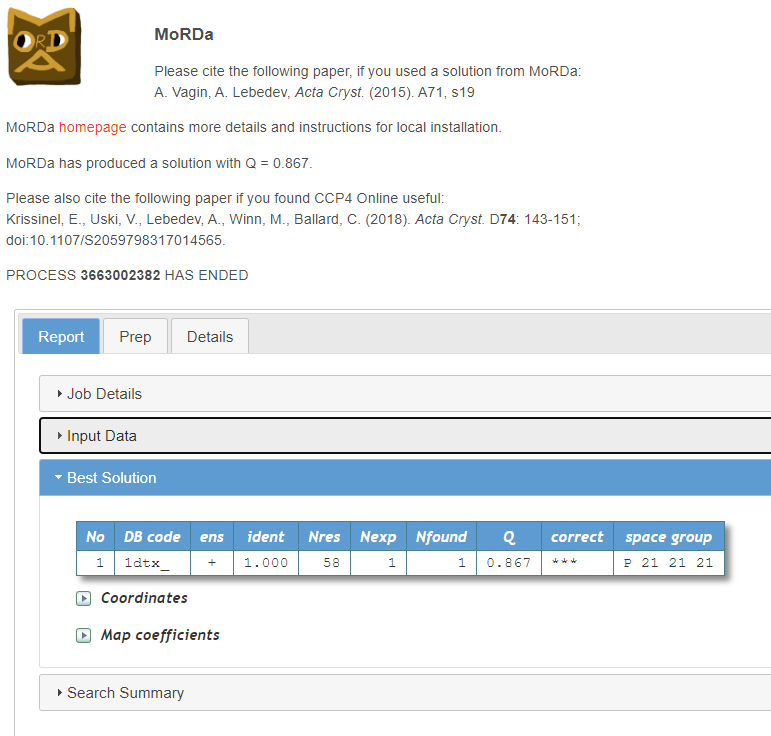 ORD
MoRDa
Please cite the following paper, if you used a solution from MoRDa:
A. Vagin, A. Lebedev, Acta Cryst. (2015). A71, s19
MoRDa homepage contains more details and instructions for local installation.
MoRDa has produced a solution with Q = 0.867.
Please also cite the following paper if you found CCP4 Online useful:
Krissinel, E., Uski, V., Lebedev, A., Winn, M., Ballard, C. (2018). Acta Cryst. D74: 143-151;
doi:10.1107/S2059798317014565.
PROCESS 3663002382 HAS ENDED
Report Prep Details
Job Details
Input Data
Best Solution
No DB code ens ident Nres Nexp Nfound Q correct space group
1 1dtx_ + 1.000 58 1 1 0.867 *** P 21 21 21
Coordinates
Map coefficients
Search Summary